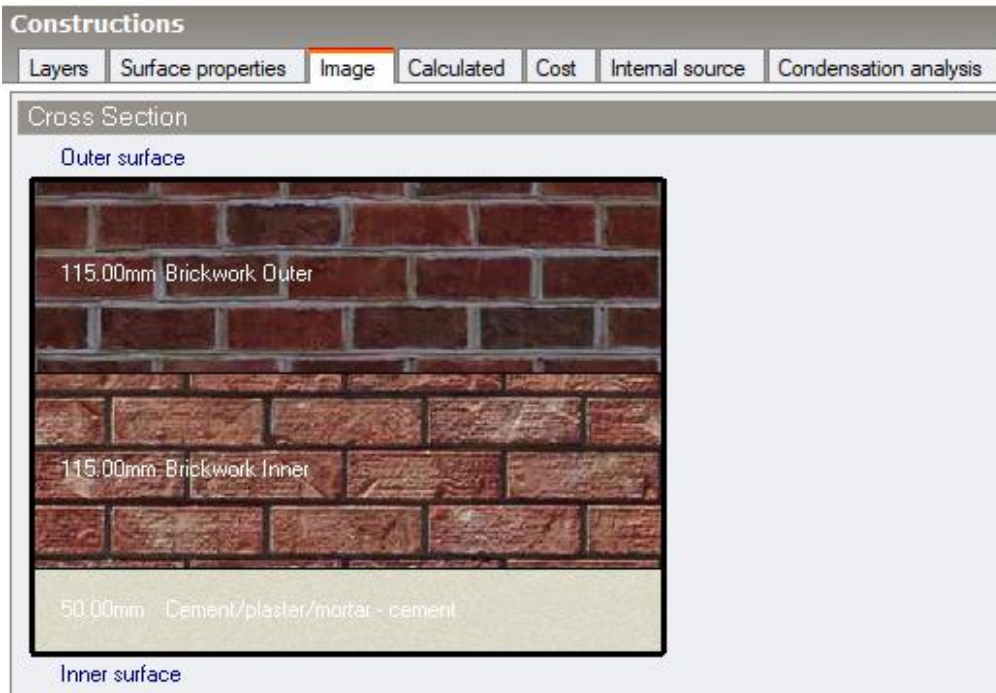 Constructions
Layers Surface properties Image Calculated Cost Internal source Condensation analysis
Cross Section
Outer surface
115.00mm Brickwork Outer
115.00mm Brickwork Inner
50.00mm Cement/plaster/mortar - cement
Inner surface